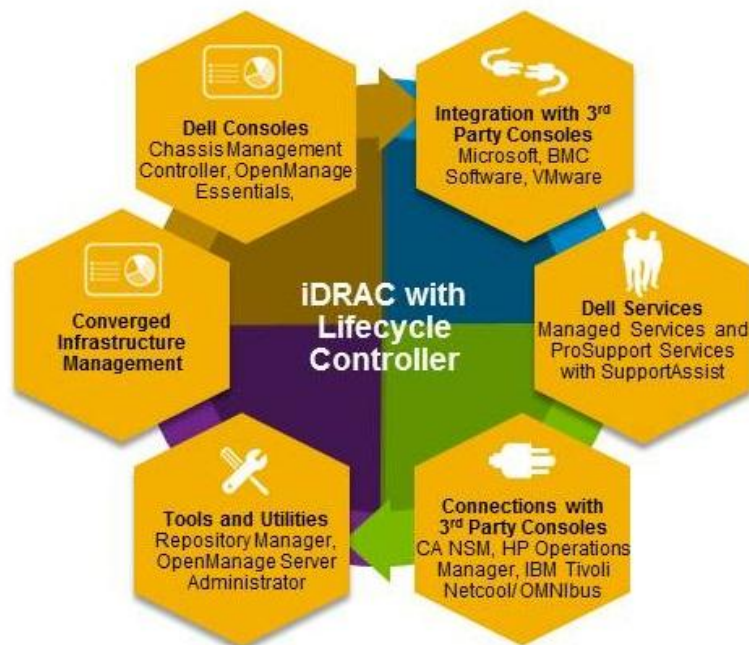 Dell Consoles
Chassis Management
Controller, OpenManage
Essentials,
Integration with 3rd
Party Consoles
Microsoft, BMC
Software, VMware
Converged
Infrastructure
Management
iDRAC with
Lifecycle
Controller
Dell Services
Managed Services and
ProSupport Services
with SupportAssist
Tools and Utilities
Repository Manager,
OpenManage Server
Administrator
Connections with
3rd Party Consoles
CA NSM, HP Operations
Manager, IBM Tivoli
Netcool/OMNIbus